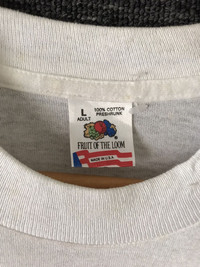 L
ADULT
100% COTTON
PRESHRUNK
FRUIT OF THE LOOM
MADE IN U.S.A.